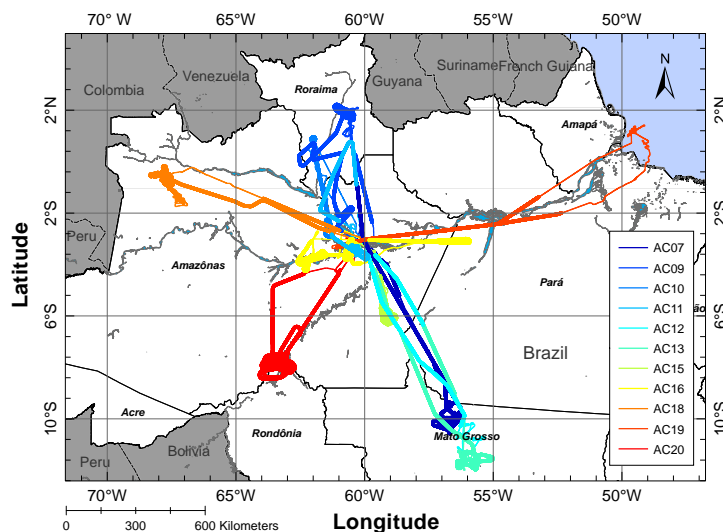 70°W 65°W 60°W 55°W 50°W
N
Suriname
French Guiana
Venezuela
Guyana
Colombia
Roraima
2°N 2°N
Amapá
2°S 2°S
Peru
Amazônas
Pará
6°S 6°S
Brazil
10°S 10°S
Acre
Rondônia
Mato Grosso
Peru
Bolivia
ão
AC07
AC09
AC10
AC11
AC12
AC13
AC15
AC16
AC18
AC19
AC20
Latitude
70°W 65°W 60°W 55°W 50°W
0 300 600 Kilometers
Longitude